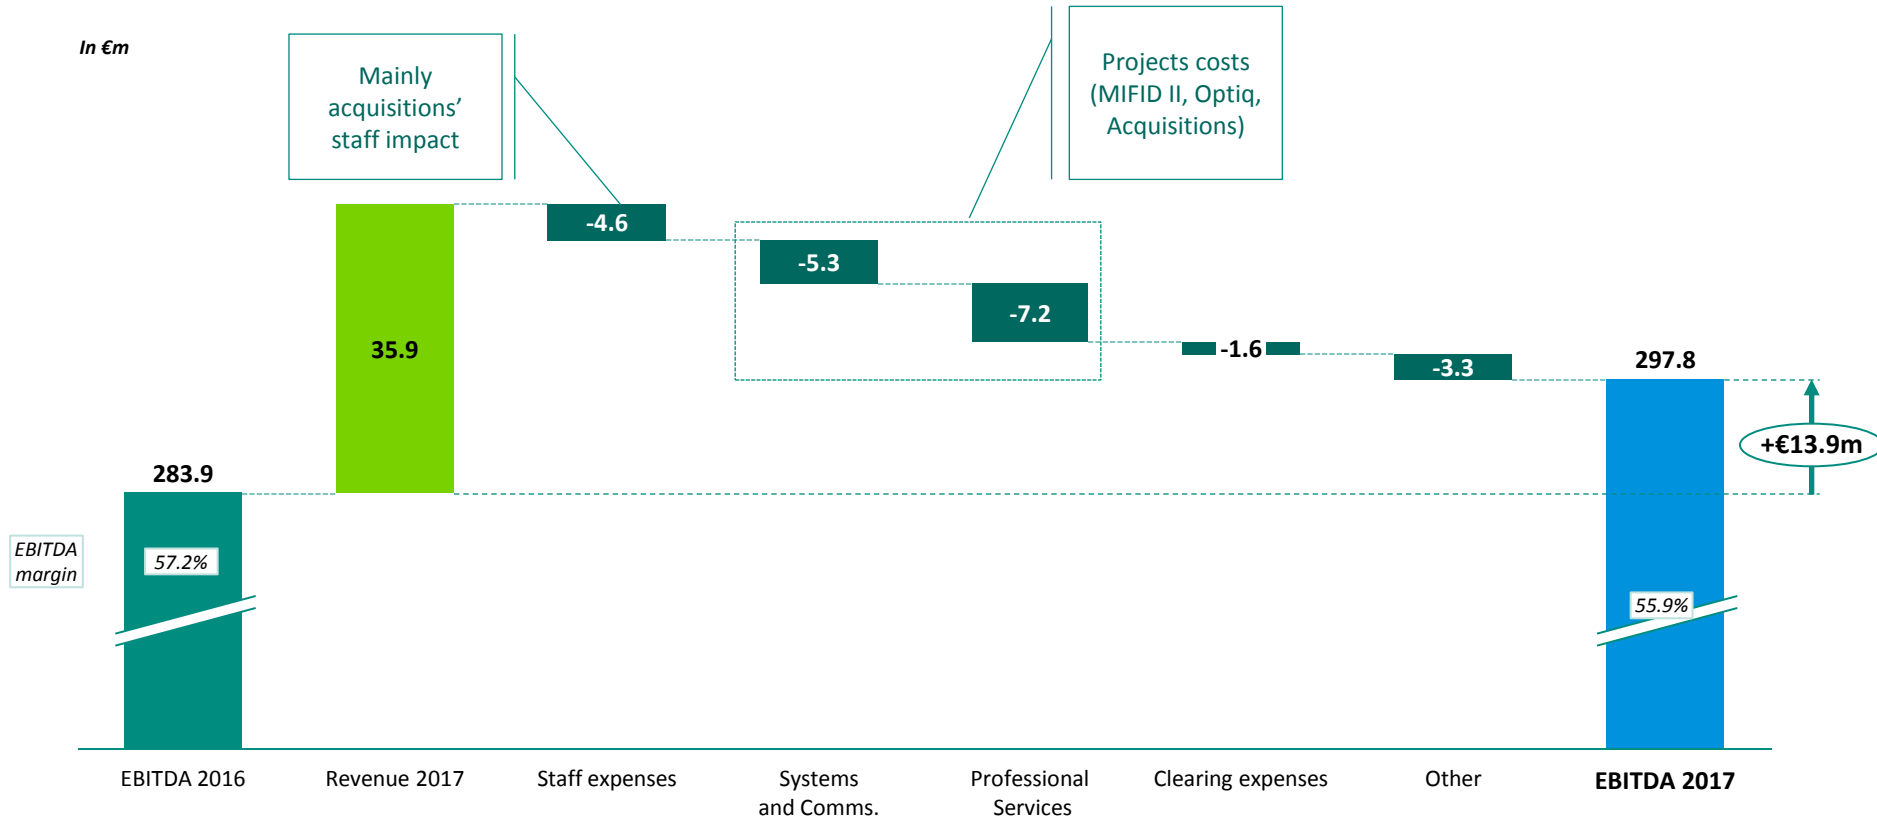 In €m
Mainly
acquisitions’
staff impact
Projects costs
(MIFID II, Optiq,
Acquisitions)
-4.6
-5.3
-7.2
35.9
-1.6
-3.3
297.8
+€13.9m
283.9
EBITDA
margin
57.2%
55.9%
EBITDA 2016
Revenue 2017
Staff expenses
Systems
and Comms.
Professional
Services
Clearing expenses
Other
EBITDA 2017